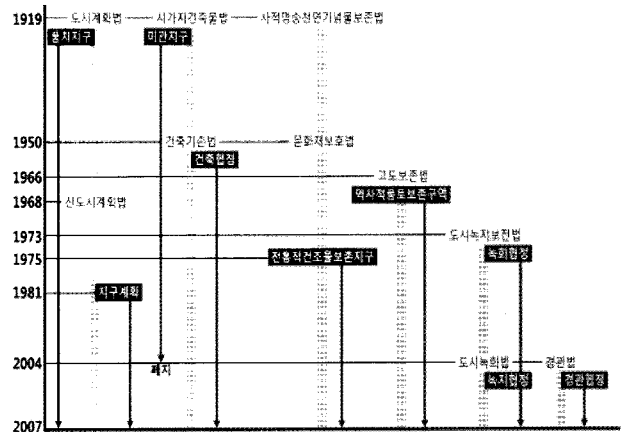 1919 도시계획법 시가지건축물법 사적명승천연기념물보존법
풍치지구 미관지구
1950 건축기준법 문화재보호법
건축협정
1966 고도보존법
역사적풍토보존구역
1968 신도시계획법
1973 도시녹지보전법
1975 전통적건조물보존지구 녹화협정
1981 지구계획
2004 폐지 도시녹화법 경관법
녹지협정 경관협정
2007